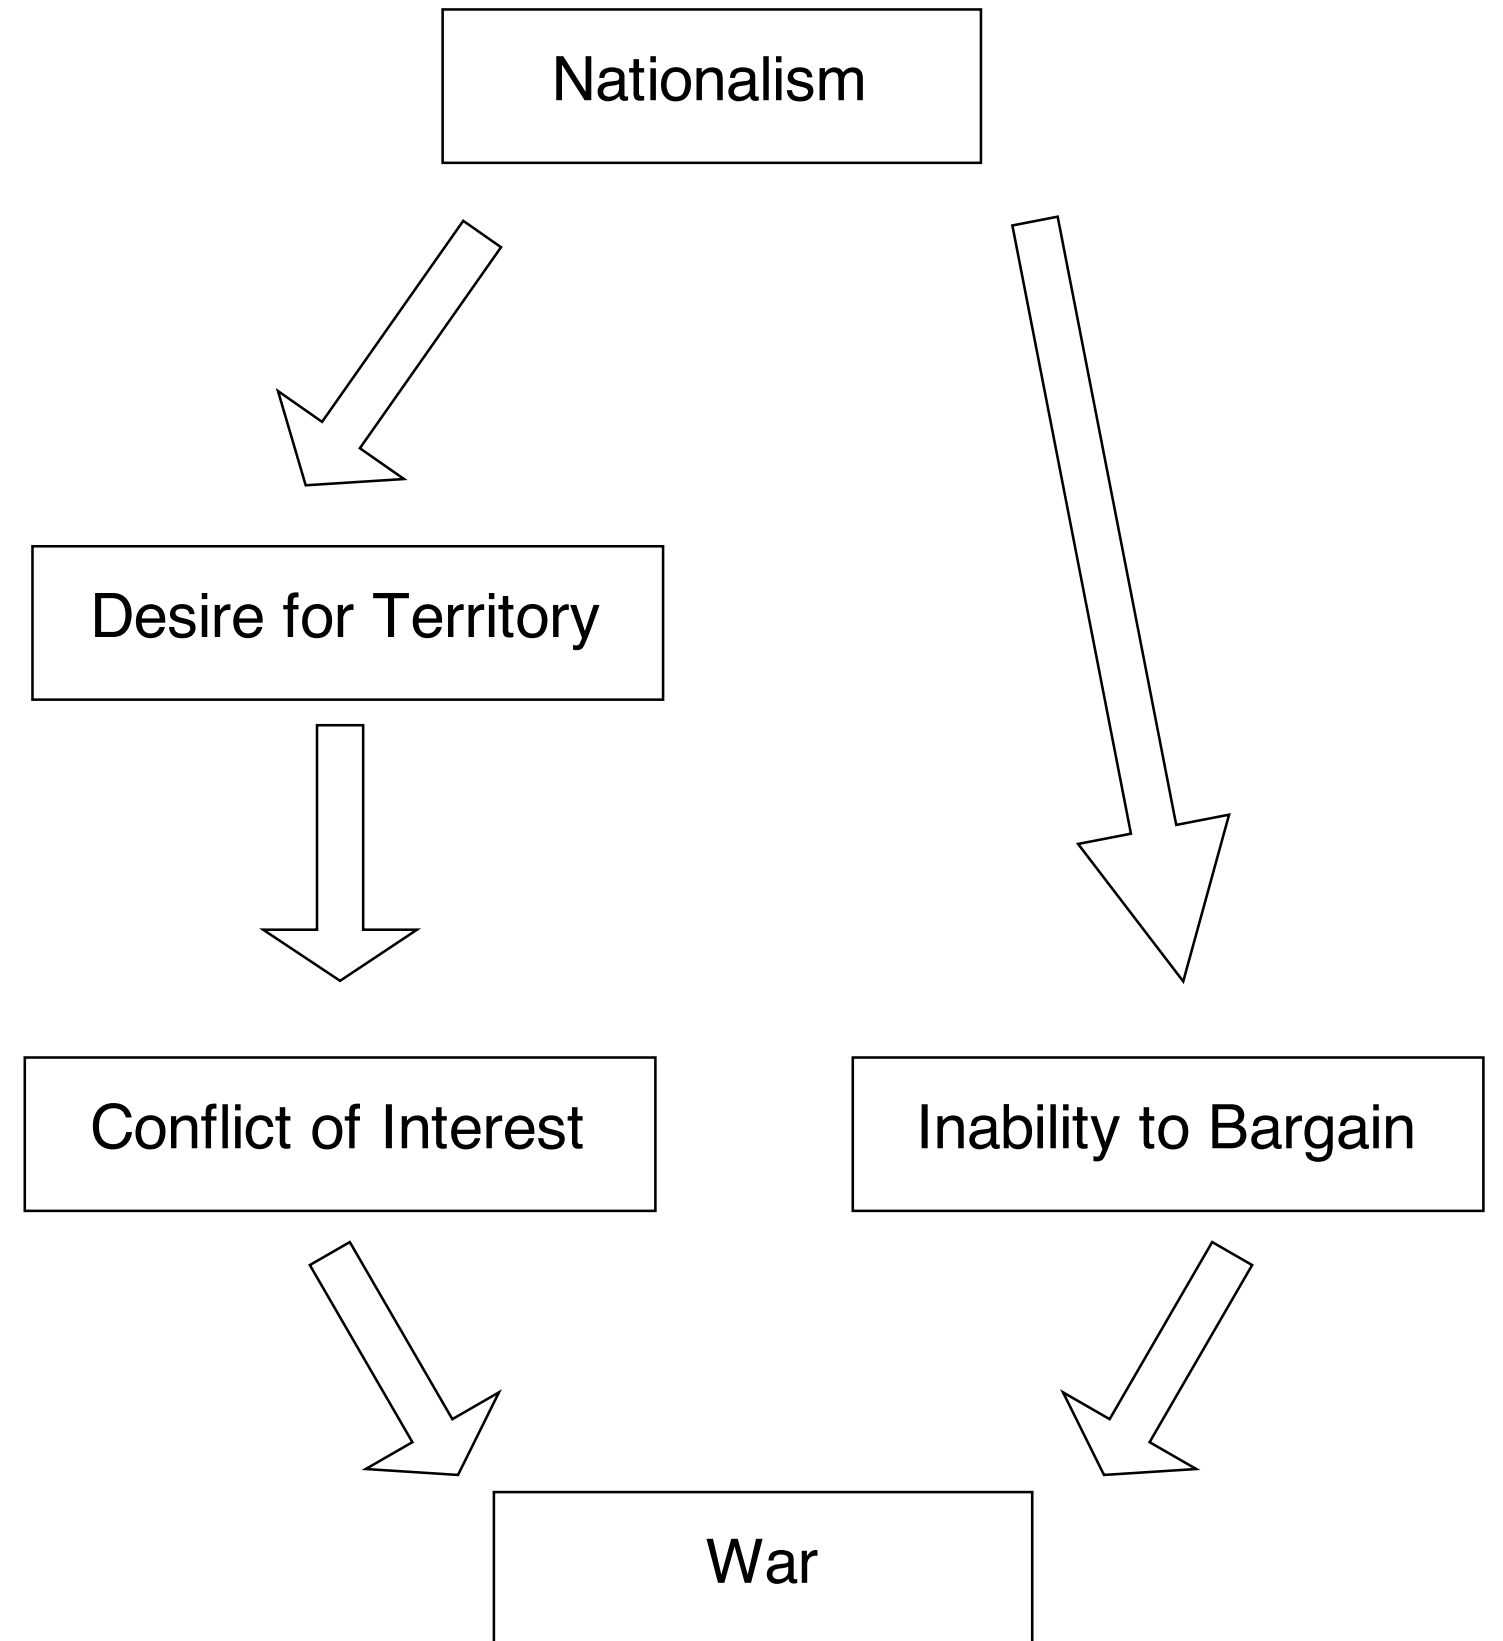 Nationalism
Desire for Territory
Conflict of Interest
Inability to Bargain
War